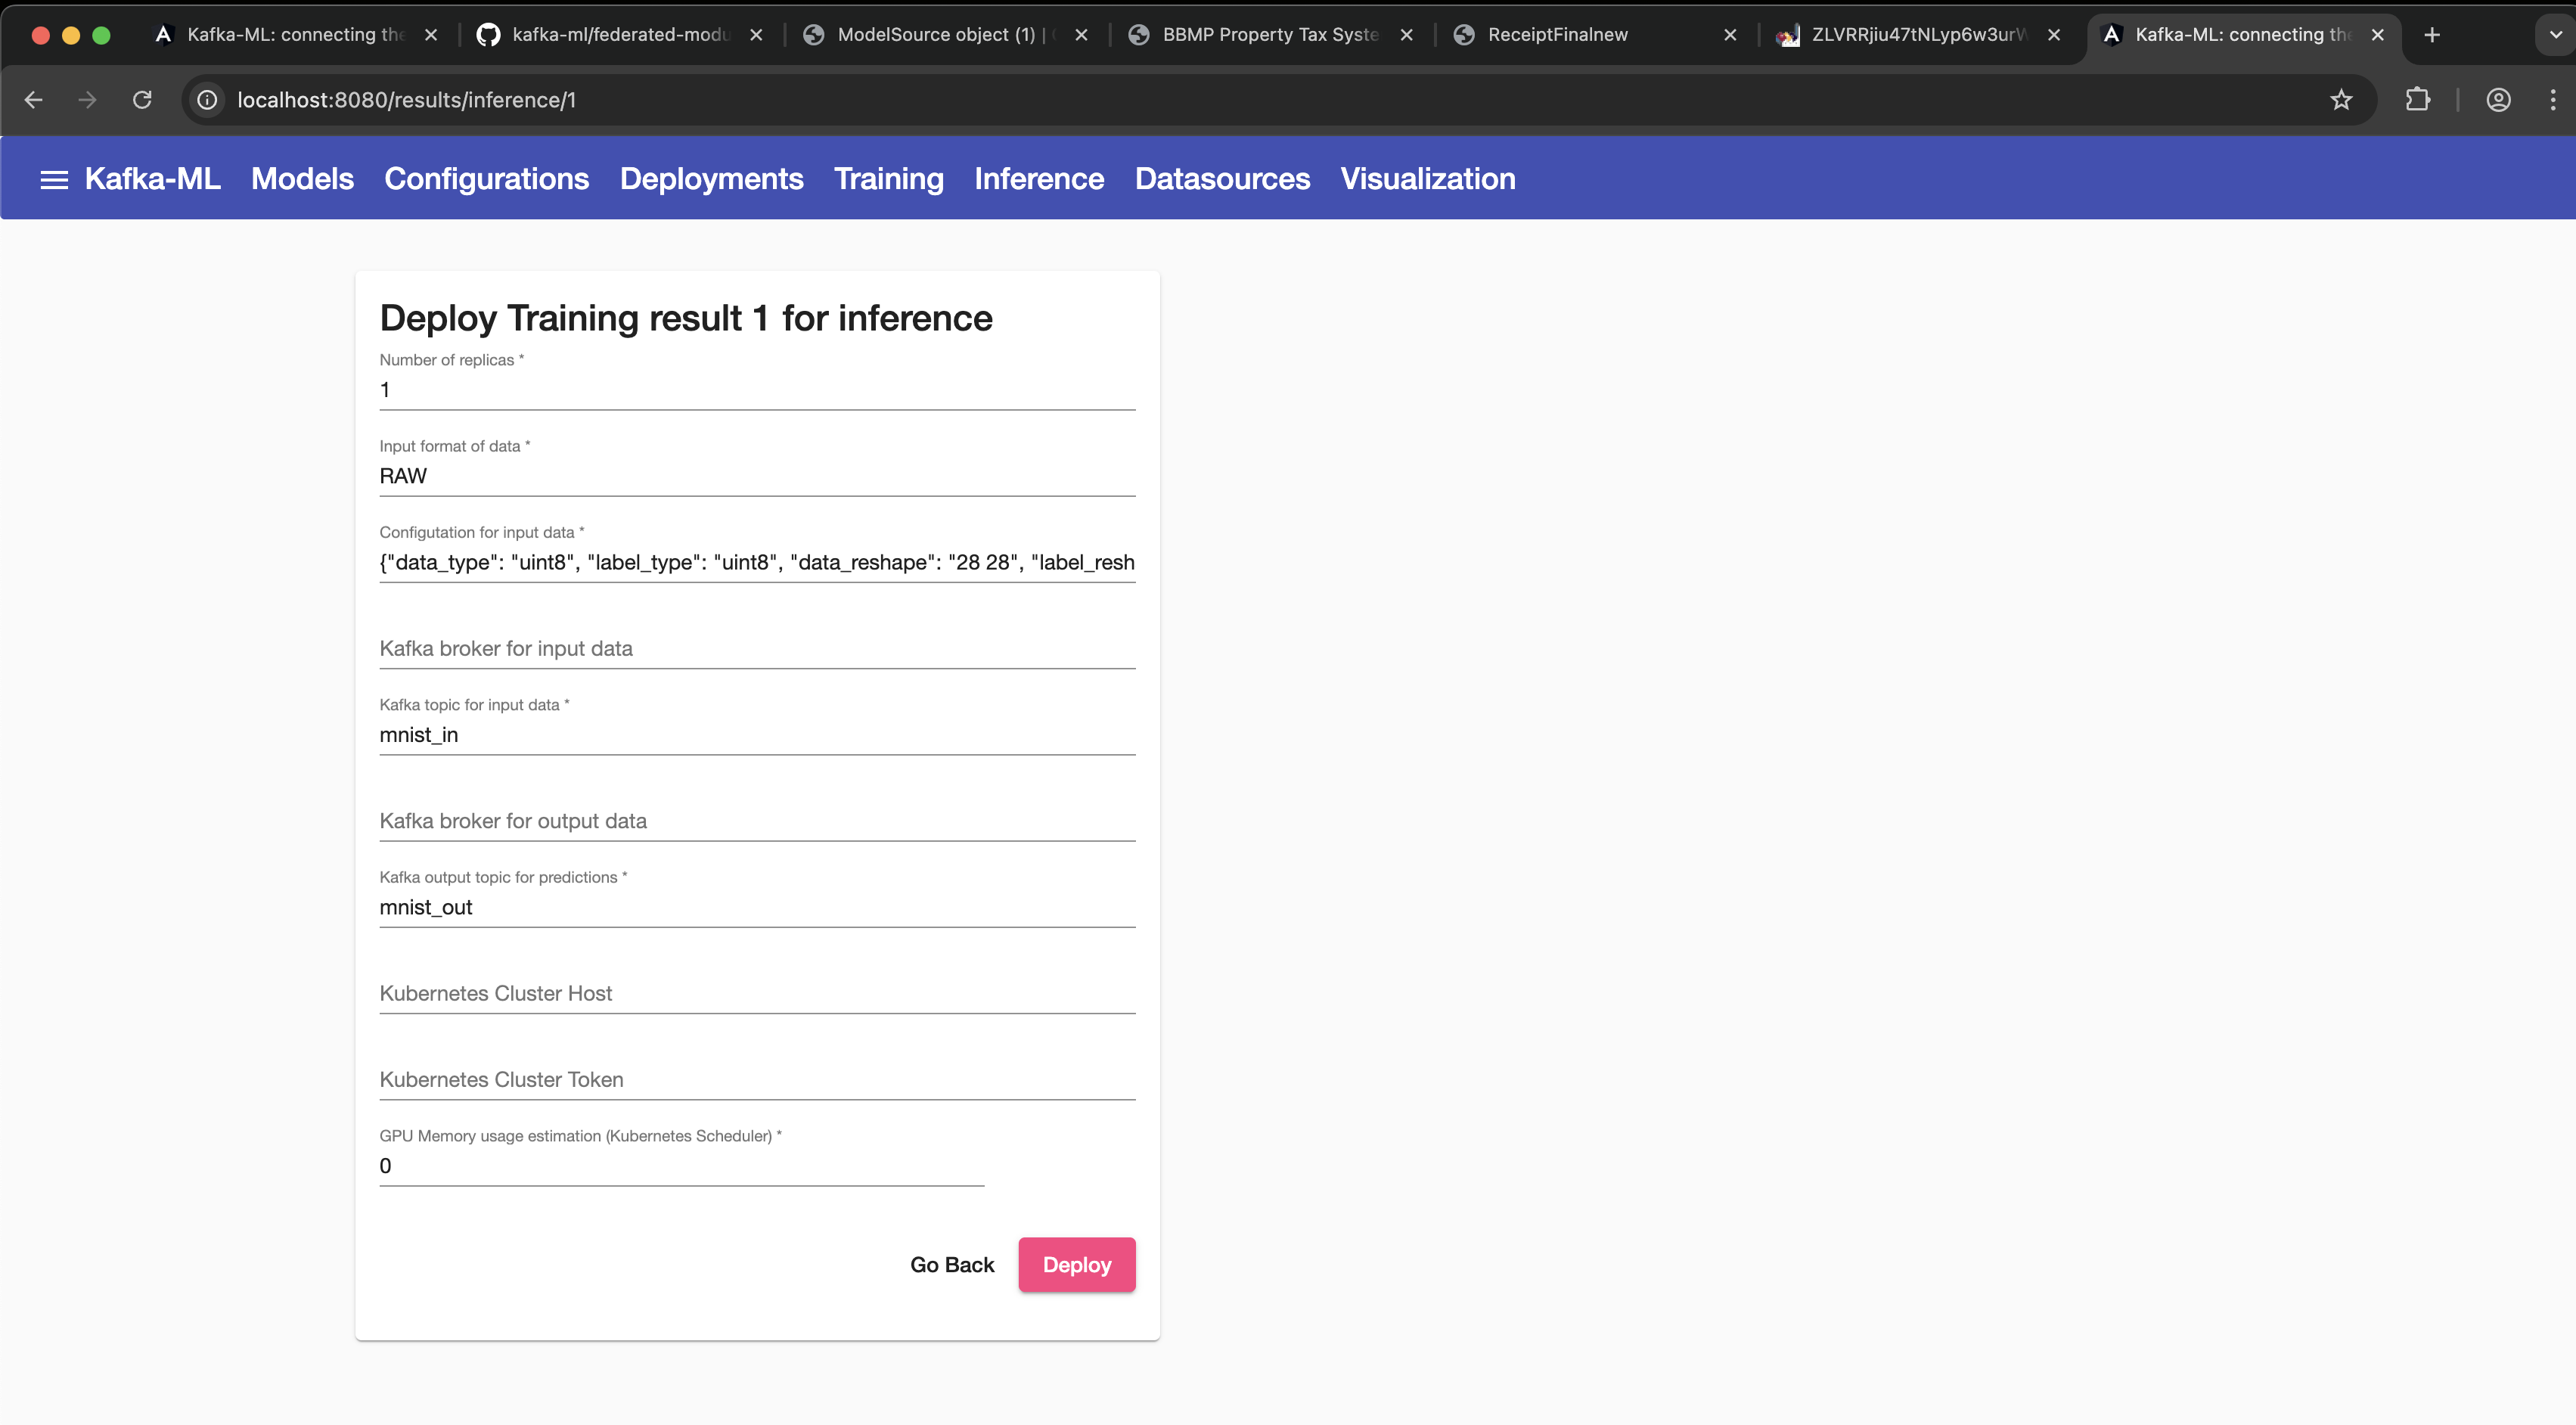 Kafka-ML: connecting the
kafka-ml/federated-modu
ModelSource object (1) |
BBMP Property Tax Syste
ReceiptFinalnew
ZLVRRjiu47tNLyp6w3urW
Kafka-ML: connecting the
localhost:8080/results/inference/1
Kafka-ML Models Configurations Deployments Training Inference Datasources Visualization
Deploy Training result 1 for inference
Number of replicas *
1
Input format of data *
RAW
Configutation for input data *
{"data_type": "uint8", "label_type": "uint8", "data_reshape": "28 28", "label_resh
Kafka broker for input data
Kafka topic for input data *
mnist_in
Kafka broker for output data
Kafka output topic for predictions *
mnist_out
Kubernetes Cluster Host
Kubernetes Cluster Token
GPU Memory usage estimation (Kubernetes Scheduler) *
0
Go Back Deploy